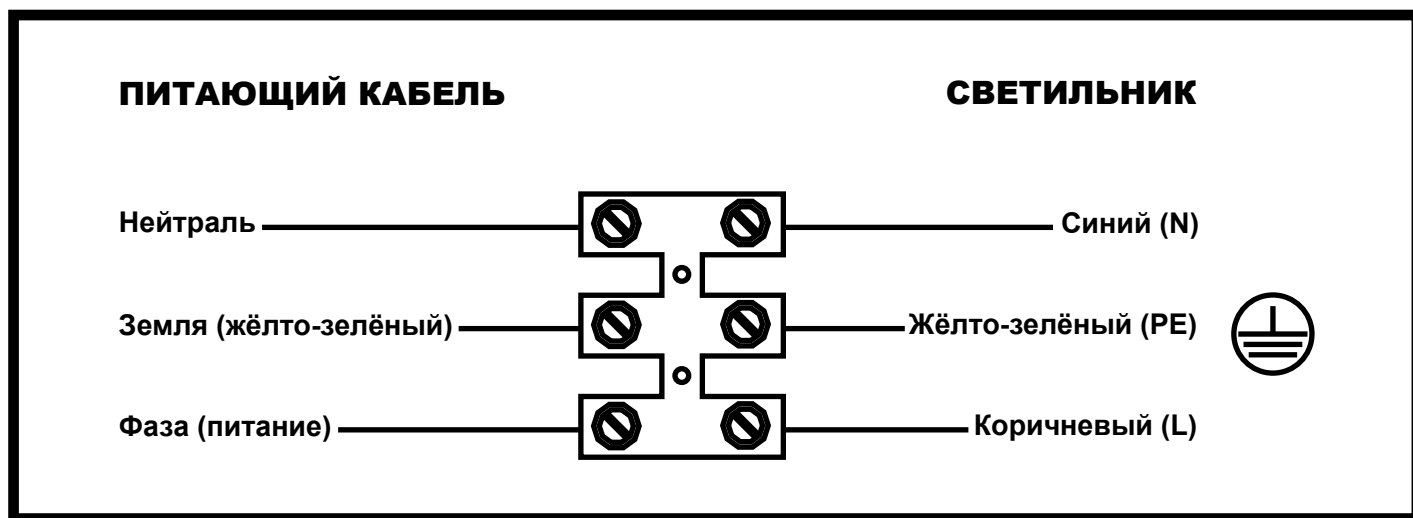 ПИТАЮЩИЙ КАБЕЛЬ СВЕТИЛЬНИК
Нейтраль Синий (N)
Земля (жёлто-зелёный) Жёлто-зелёный (PE)
Фаза (питание) Коричневый (L)